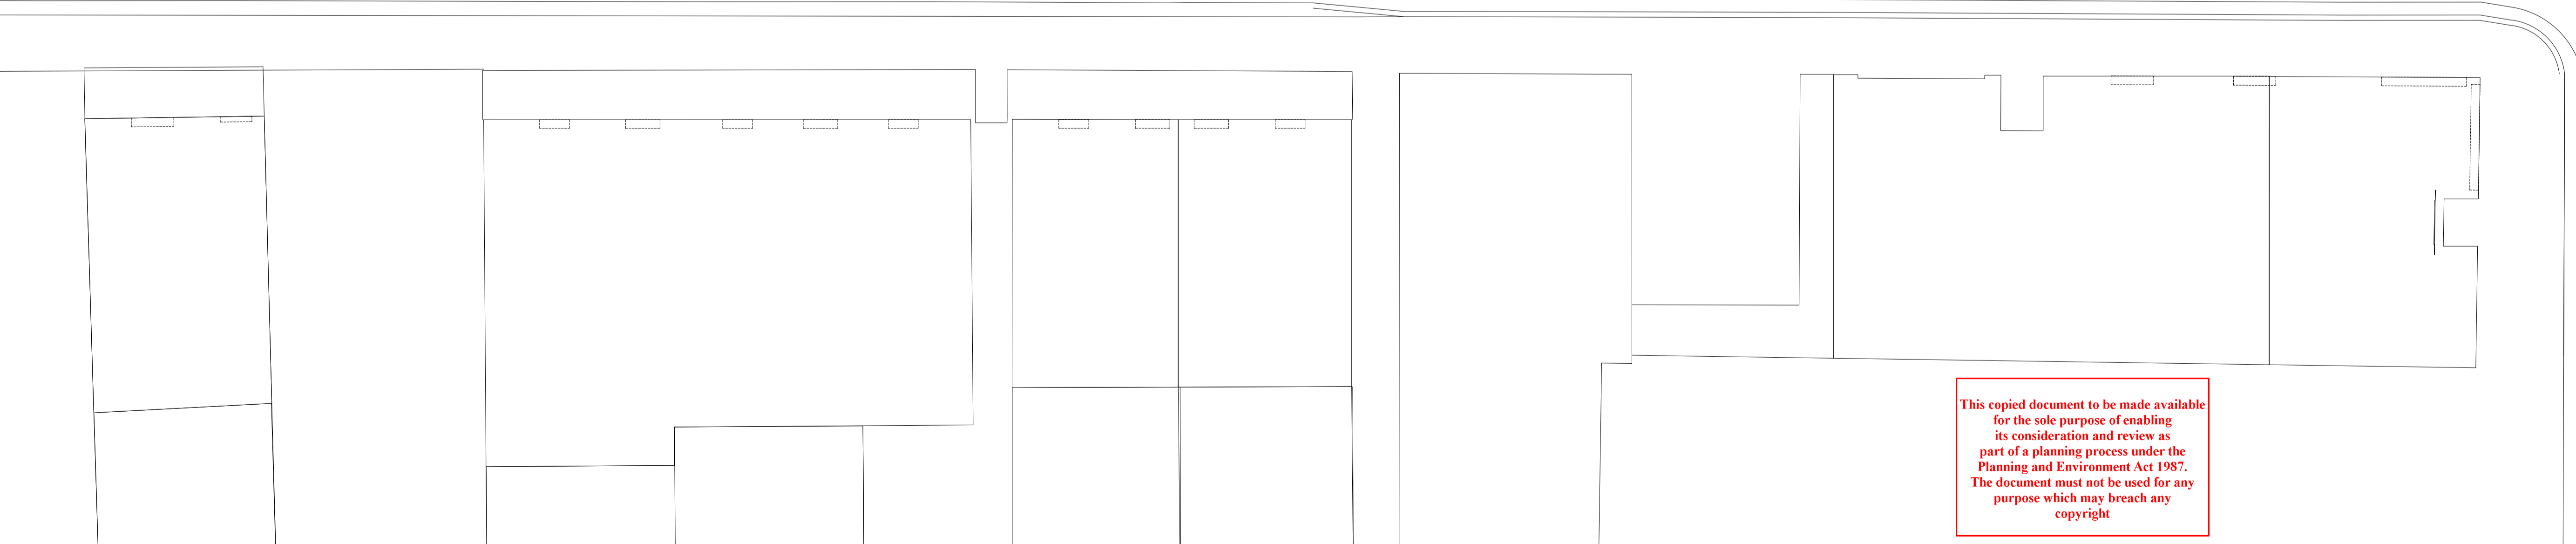 This copied document to be made available
for the sole purpose of enabling
its consideration and review as
part of a planning process under the
Planning and Environment Act 1987.
The document must not be used for any
purpose which may breach any
copyright